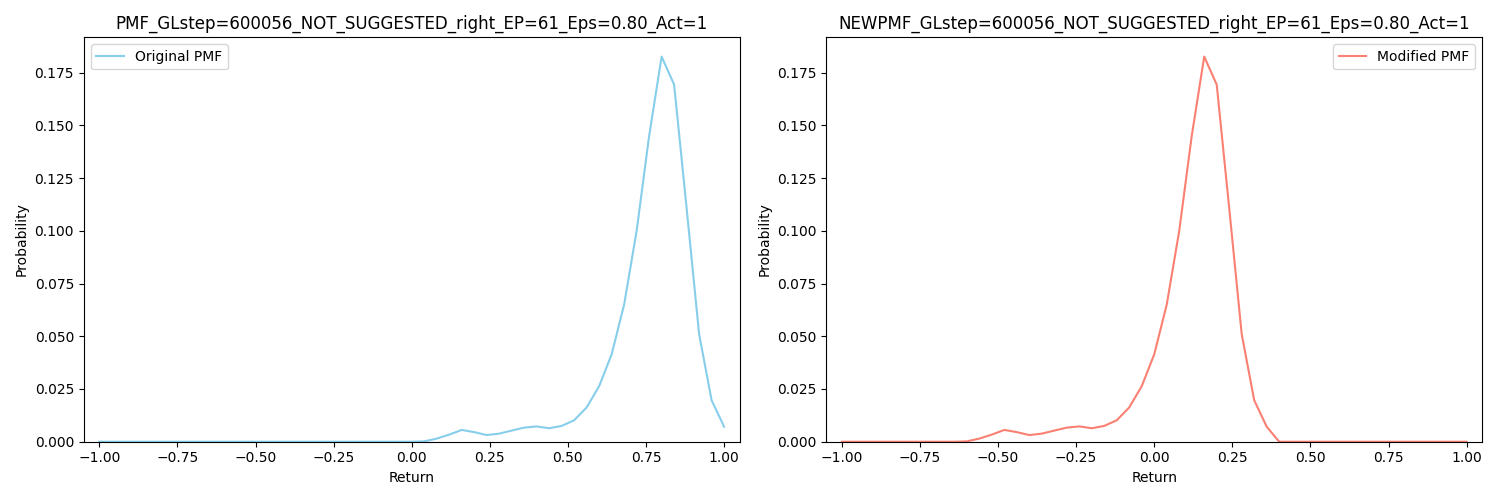 PMF_GLstep=600056_NOT_SUGGESTED_right_EP=61_Eps=0.80_Act=1
Original PMF
Probability
0.175
0.150
0.125
0.100
0.075
0.050
0.025
0.000
−1.00 −0.75 −0.50 −0.25 0.00 0.25 0.50 0.75 1.00
Return
NEWPMF_GLstep=600056_NOT_SUGGESTED_right_EP=61_Eps=0.80_Act=1
Modified PMF
Probability
0.175
0.150
0.125
0.100
0.075
0.050
0.025
0.000
−1.00 −0.75 −0.50 −0.25 0.00 0.25 0.50 0.75 1.00
Return